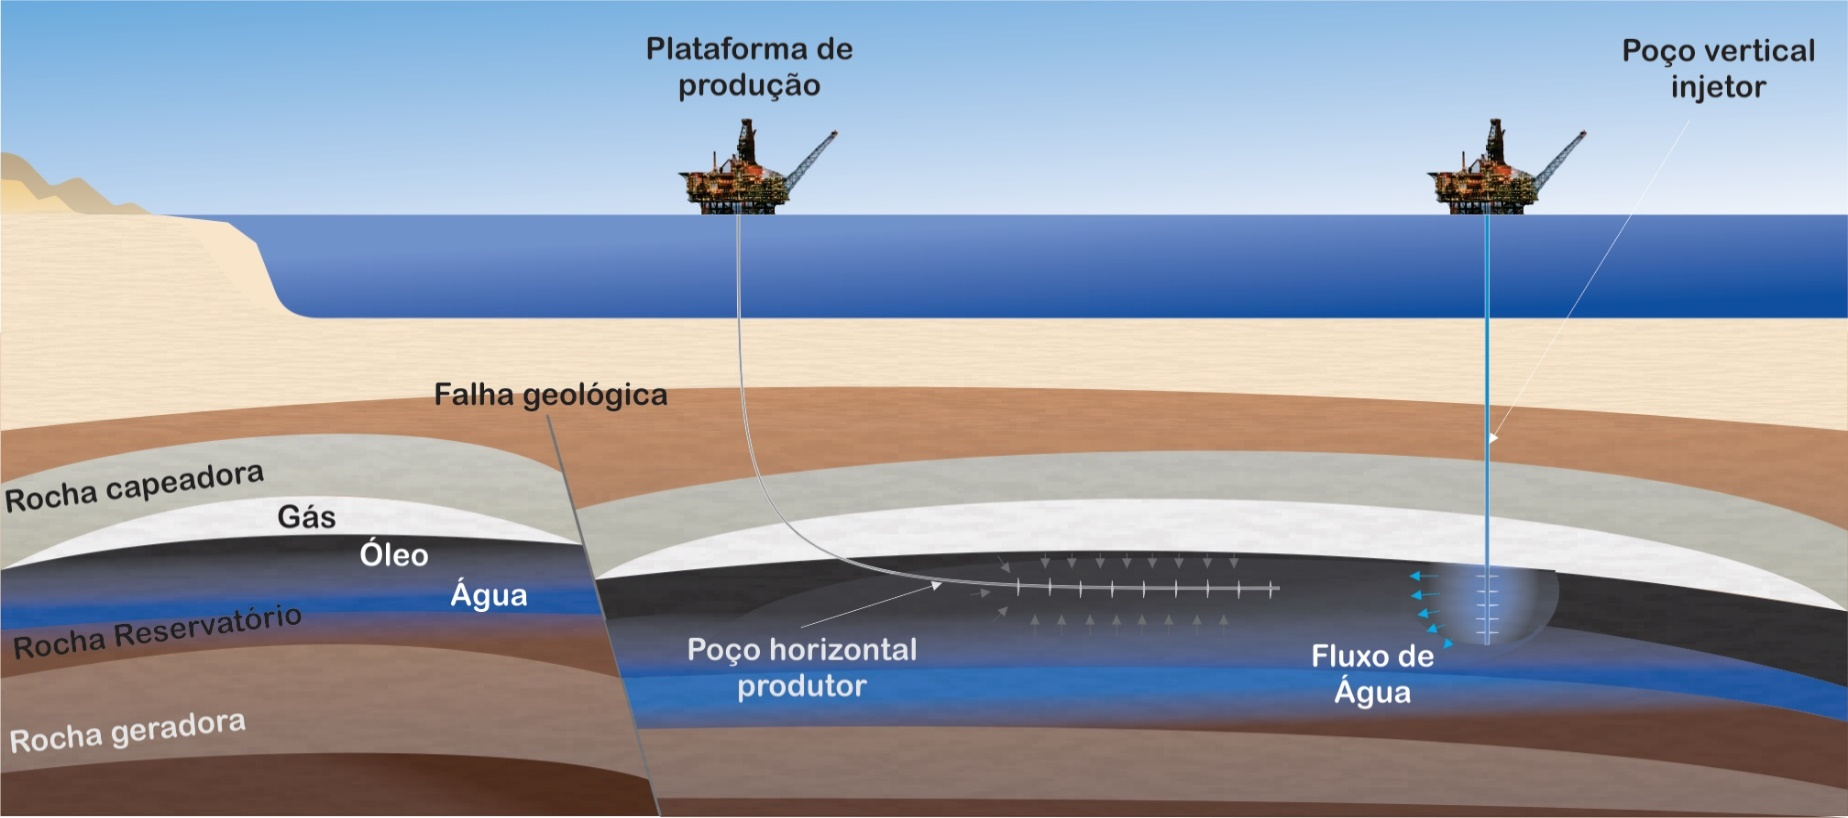 Plataforma de
produção
Poço vertical
injetor
Falha geológica
Rocha capeadora
Gás
Óleo
Água
Rocha Reservatório
Poço horizontal
produtor
Fluxo de
Água
Rocha geradora